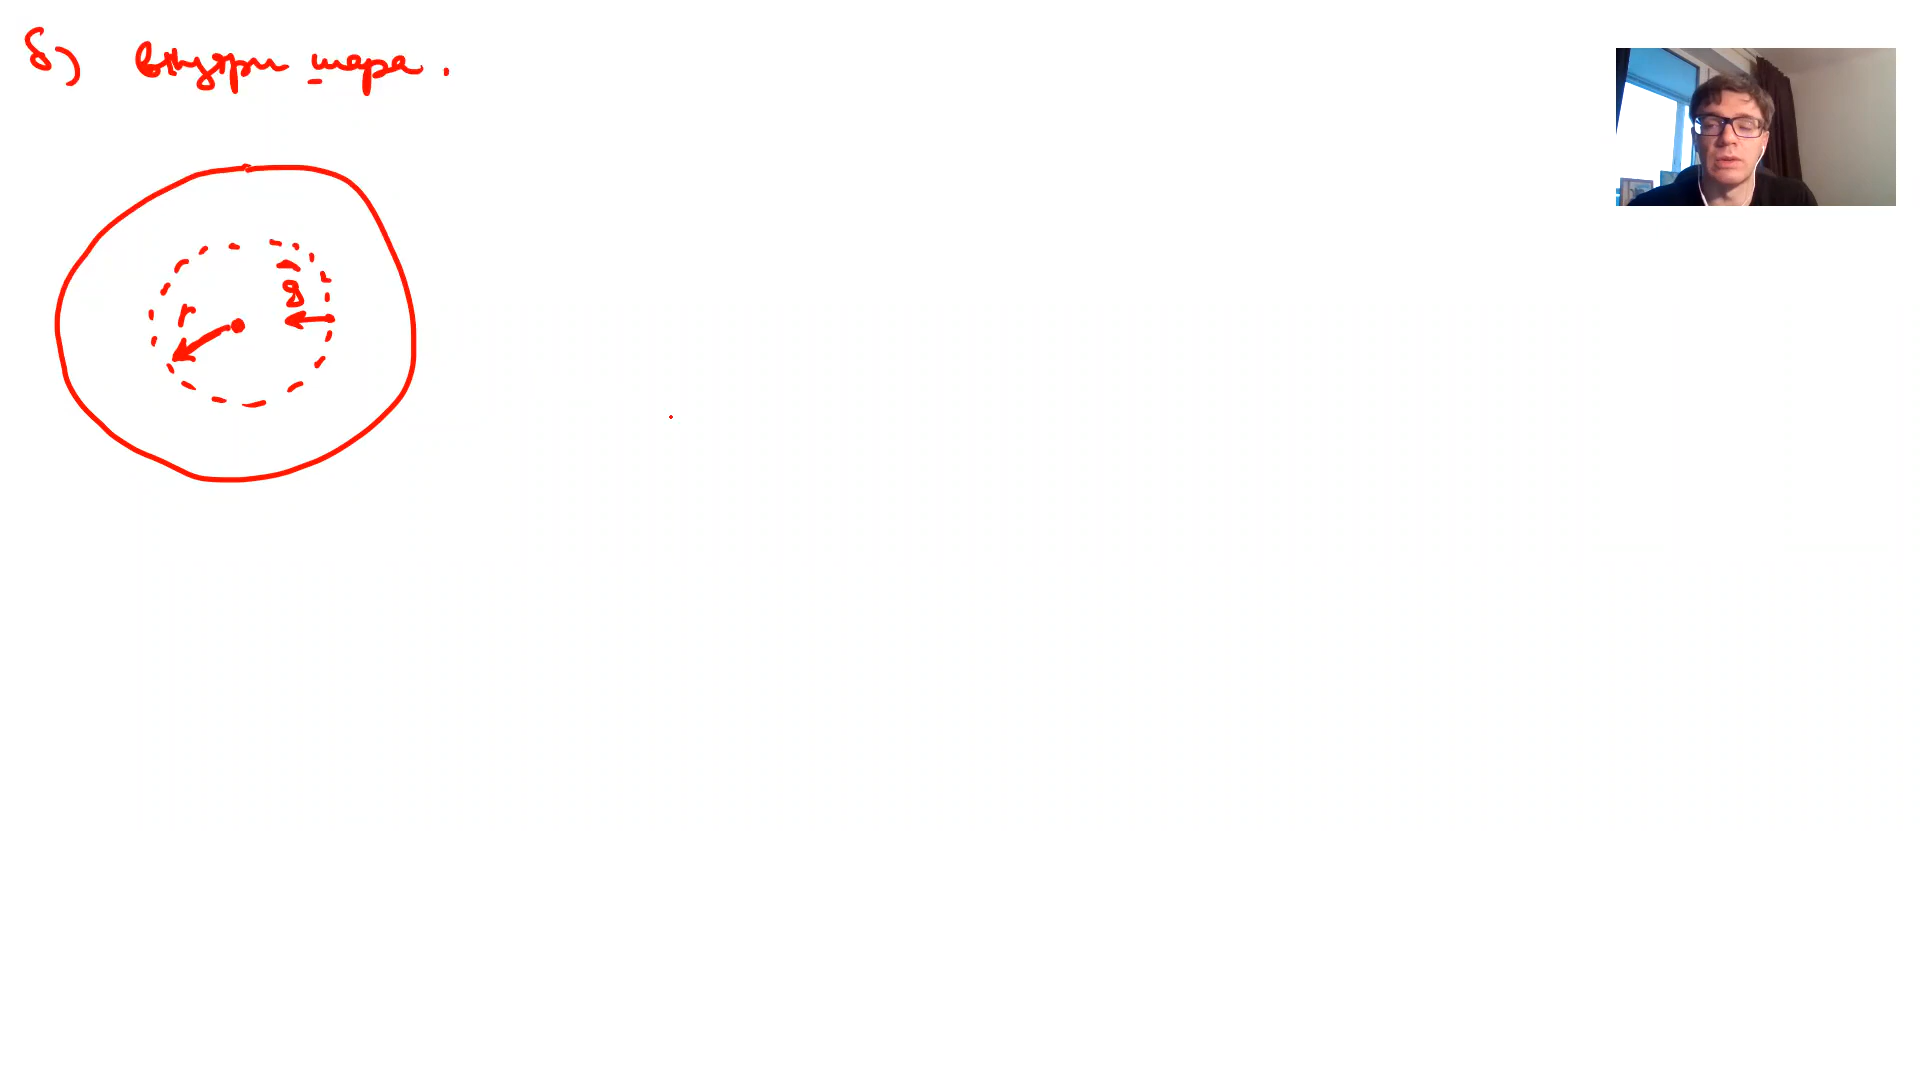 б) внутри шара.
g
r